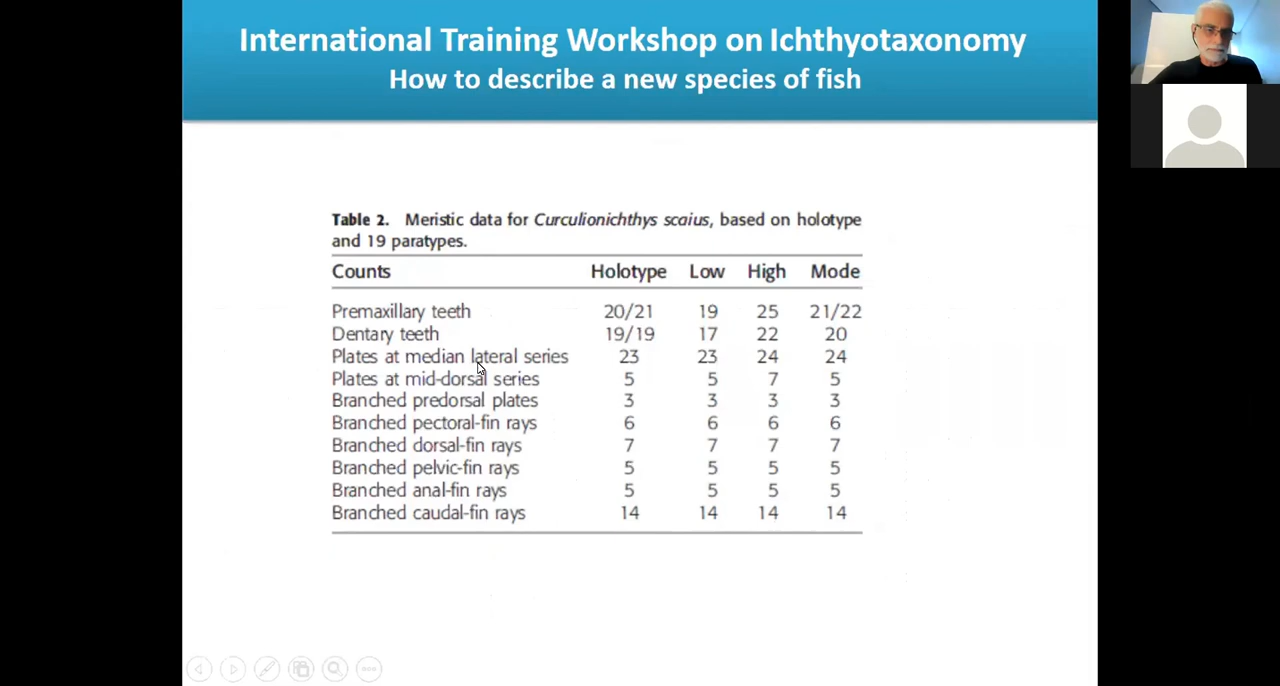 International Training Workshop on Ichthyotaxonomy
How to describe a new species of fish
Table 2. Meristic data for Curculionichthys scaius, based on holotype
and 19 paratypes.
Counts Holotype Low High Mode
Premaxillary teeth 20/21 19 25 21/22
Dentary teeth 19/19 17 22 20
Plates at median lateral series 23 23 24 24
Plates at mid-dorsal series 5 5 7 5
Branched predorsal plates 3 3 3 3
Branched pectoral-fin rays 6 6 6 6
Branched dorsal-fin rays 7 7 7 7
Branched pelvic-fin rays 5 5 5 5
Branched anal-fin rays 5 5 5 5
Branched caudal-fin rays 14 14 14 14